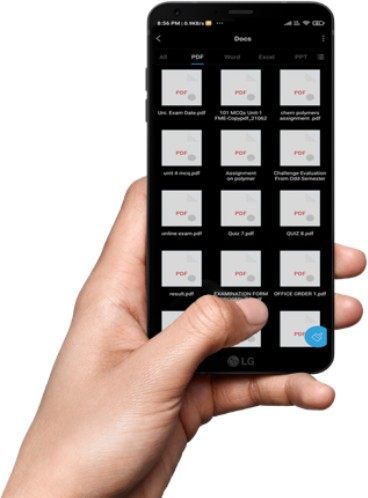 8:56 PM | 0.9KB/s
Docs
All PDF Word Excel PPT
PDF PDF PDF
Uni. Exam Date.pdf 101 MCQs Unit-1 chem polymers
FME-Copypdf_21062 assignment .pdf
PDF PDF PDF
unit 4 mcq.pdf Assignment Challenge Evaluation
on polymer From Odd Semester
PDF PDF PDF
online exam.pdf Quiz 7.pdf QUIZ 8.pdf
PDF PDF PDF
result.pdf EXAMINATION FORM OFFICE ORDER 1.pdf
LG